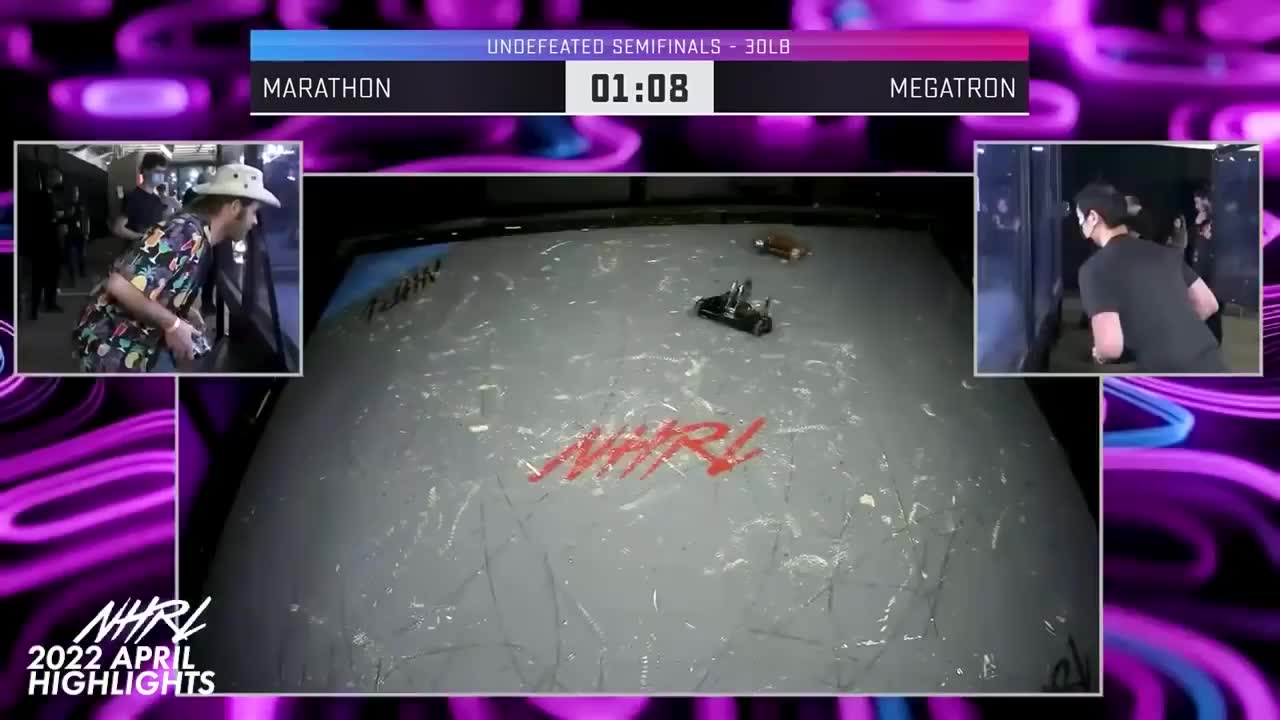 UNDEFEATED SEMIFINALS - 30LB
MARATHON
01:08
MEGATRON
NHRL
NHRL
2022 APRIL
HIGHLIGHTS